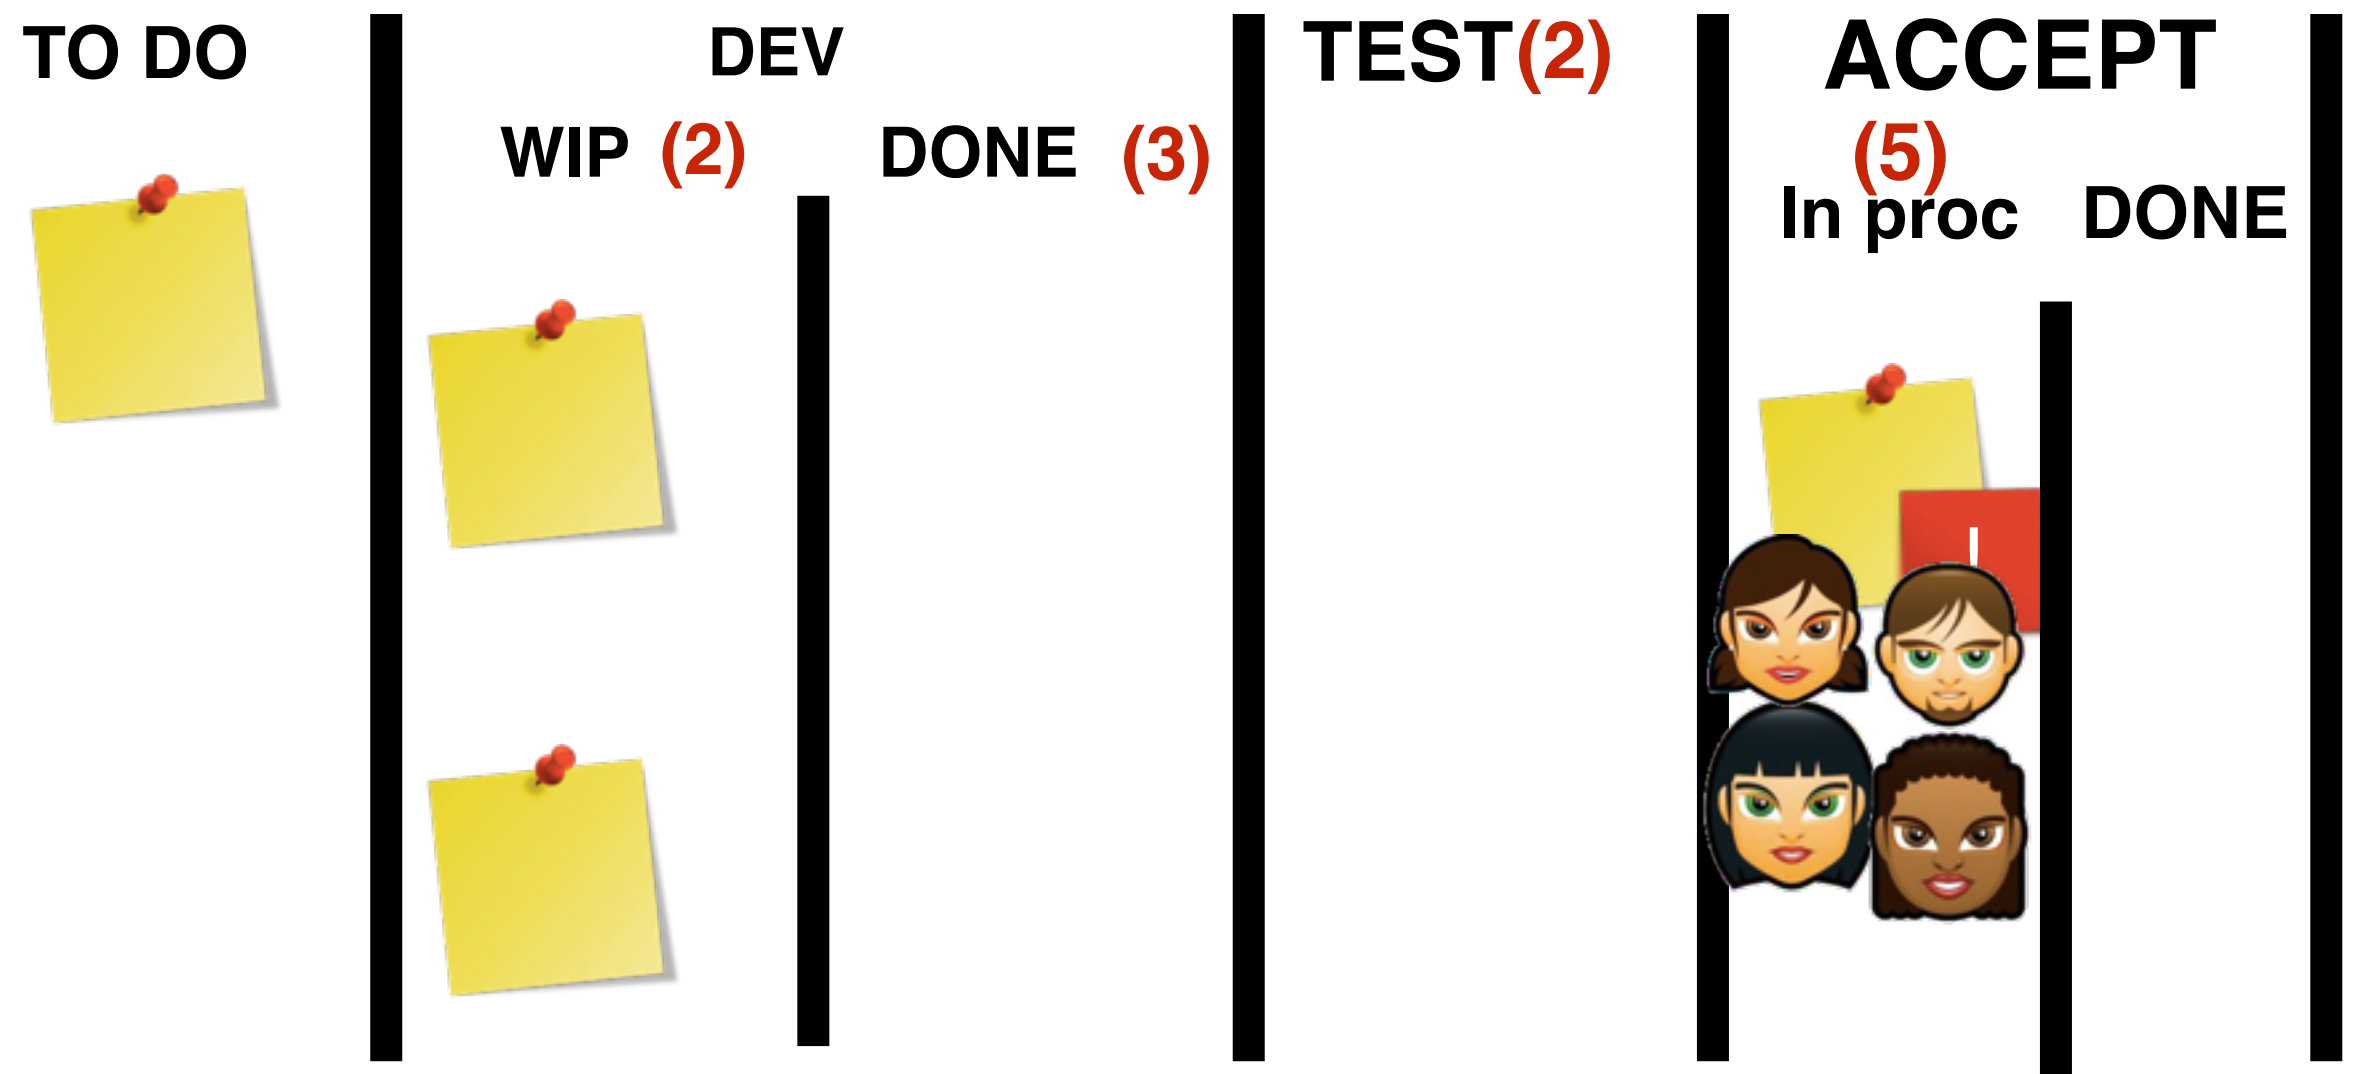 TO DO
DEV
TEST(2)
ACCEPT
WIP (2)
DONE (3)
(5)
In proc
DONE
!